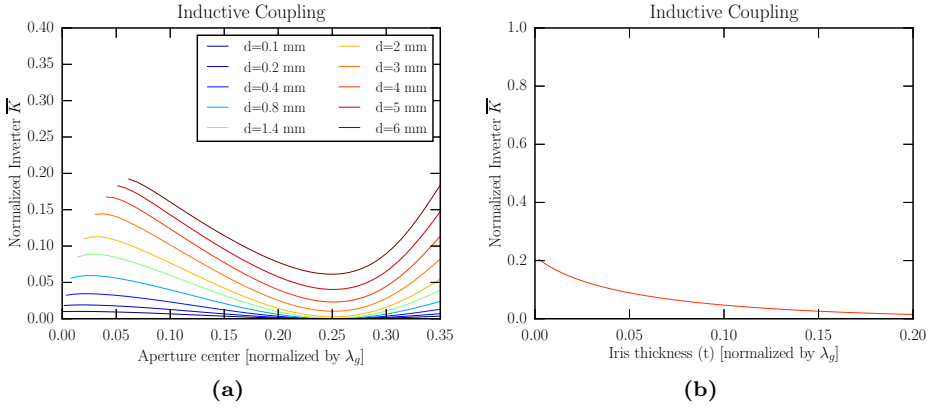 Inductive Coupling
0.40
0.35
0.30
0.25
0.20
0.15
0.10
0.05
0.00
Normalized Inverter K̅
d=0.1 mm
d=0.2 mm
d=0.4 mm
d=0.8 mm
d=1.4 mm
d=2 mm
d=3 mm
d=4 mm
d=5 mm
d=6 mm
0.00 0.05 0.10 0.15 0.20 0.25 0.30 0.35
Aperture center [normalized by λg]
(a)
Inductive Coupling
1.0
0.8
0.6
0.4
0.2
0.0
Normalized Inverter K̅
0.00 0.05 0.10 0.15 0.20
Iris thickness (t) [normalized by λg]
(b)